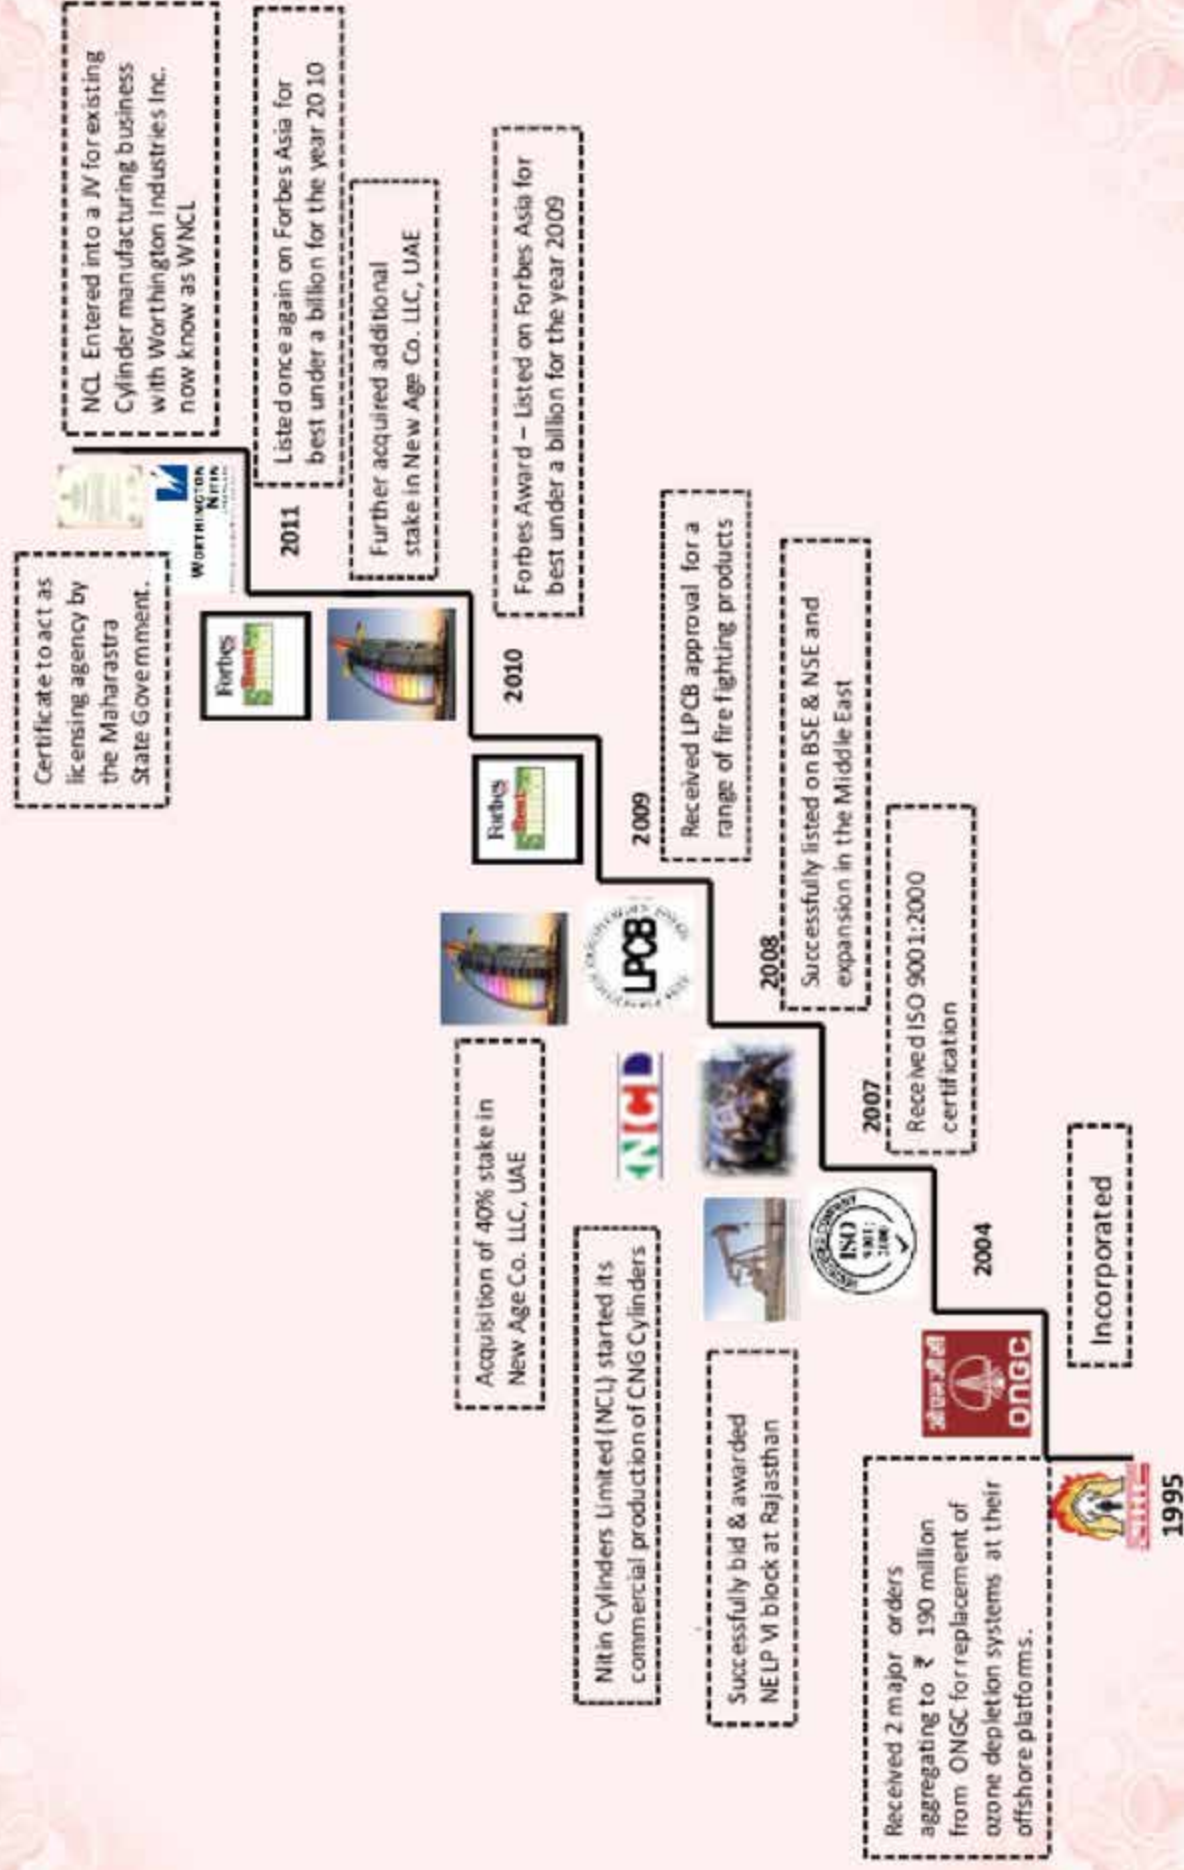 Certificate to act as
licensing agency by
the Maharastra
State Government.
NCL Entered into a JV for existing
Cylinder manufacturing business
with Worthington Industries Inc.
now know as WNCL
WORTHINGTON
NITIN
2011
Forbes
Best
Listed once again on Forbes Asia for
best under a billion for the year 2010
Further acquired additional
stake in New Age Co. LLC, UAE
2010
Forbes
Best
Forbes Award – Listed on Forbes Asia for
best under a billion for the year 2009
Acquisition of 40% stake in
New Age Co. LLC, UAE
2009
LPCB
Received LPCB approval for a
range of fire fighting products
Nitin Cylinders Limited (NCL) started its
commercial production of CNG Cylinders
2008
Successfully listed on BSE & NSE and
expansion in the Middle East
Successfully bid & awarded
NELP VI block at Rajasthan
2007
ISO
9001:
2000
Received ISO 9001:2000
certification
2004
Received 2 major orders
aggregating to ₹ 190 million
from ONGC for replacement of
ozone depletion systems at their
offshore platforms.
ओएनजीसी
ONGC
Incorporated
1995